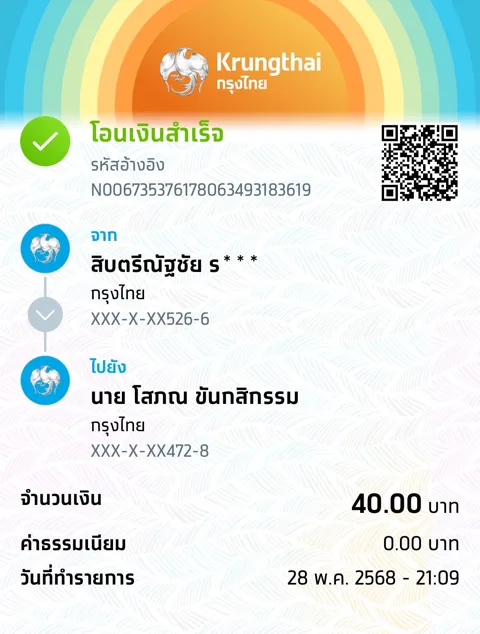 Krungthai
กรุงไทย
โอนเงินสำเร็จ
รหัสอ้างอิง
N006735376178063493183619
จาก
สิบตรีณัฐชัย ร***
กรุงไทย
XXX-X-XX526-6
ไปยัง
นาย โสภณ ขันกสิกรรม
กรุงไทย
XXX-X-XX472-8
จำนวนเงิน 40.00 บาท
ค่าธรรมเนียม 0.00 บาท
วันที่ทำรายการ 28 พ.ค. 2568 - 21:09